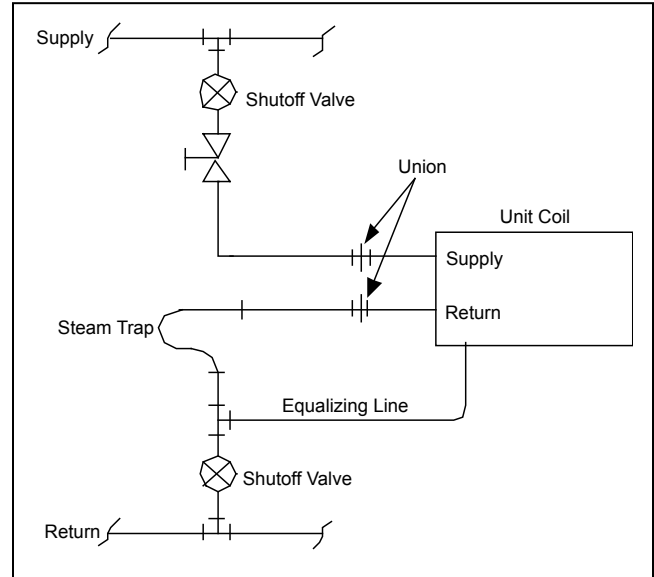 Supply
Shutoff Valve
Union
Unit Coil
Supply
Return
Steam Trap
Equalizing Line
Shutoff Valve
Return